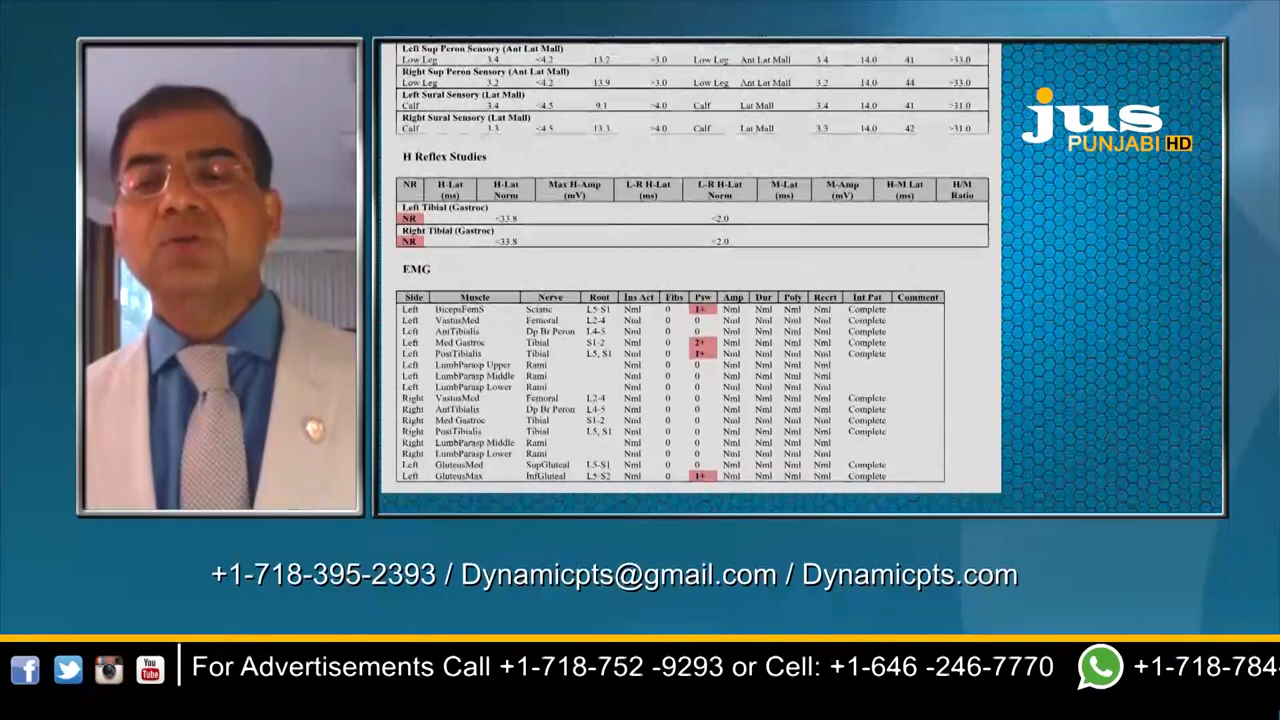 Left Sup Peron Sensory (Ant Lat Mall)
Low Leg 3.4 <4.2 13.2 >3.0 Low Leg Ant Lat Mall 3.4 14.0 41 >33.0
Right Sup Peron Sensory (Ant Lat Mall)
Low Leg 3.2 <4.2 13.9 >3.0 Low Leg Ant Lat Mall 3.2 14.0 44 >33.0
Left Sural Sensory (Lat Mall)
Calf 3.4 <4.5 9.1 >4.0 Calf Lat Mall 3.4 14.0 41 >31.0
Right Sural Sensory (Lat Mall)
Calf 3.3 <4.5 13.3 >4.0 Calf Lat Mall 3.3 14.0 42 >31.0
jus
PUNJABI HD
H Reflex Studies
NR H-Lat (ms) H-Lat Norm Max H-Amp (mV) L-R H-Lat (ms) L-R H-Lat Norm M-Lat (ms) M-Amp (mV) H-M Lat (ms) H/M Ratio
Left Tibial (Gastroc)
NR <33.8 <2.0
Right Tibial (Gastroc)
NR <33.8 <2.0
EMG
Side Muscle Nerve Root Ins Act Fibs Psw Amp Dur Poly Recrt Int Pat Comment
Left BicepsFemS Sciatic L5-S1 Nml 0 1+ Nml Nml Nml Nml Complete
Left VastusMed Femoral L2-4 Nml 0 0 Nml Nml Nml Nml Complete
Left AntTibialis Dp Br Peron L4-5 Nml 0 0 Nml Nml Nml Nml Complete
Left Med Gastroc Tibial S1-2 Nml 0 2+ Nml Nml Nml Nml Complete
Left PostTibialis Tibial L5, S1 Nml 0 1+ Nml Nml Nml Nml Complete
Left LumbParasp Upper Rami Nml 0 0 Nml Nml Nml Nml
Left LumbParasp Middle Rami Nml 0 0 Nml Nml Nml Nml
Left LumbParasp Lower Rami Nml 0 0 Nml Nml Nml Nml
Right VastusMed Femoral L2-4 Nml 0 0 Nml Nml Nml Nml Complete
Right AntTibialis Dp Br Peron L4-5 Nml 0 0 Nml Nml Nml Nml Complete
Right Med Gastroc Tibial S1-2 Nml 0 0 Nml Nml Nml Nml Complete
Right PostTibialis Tibial L5, S1 Nml 0 0 Nml Nml Nml Nml Complete
Right LumbParasp Middle Rami Nml 0 0 Nml Nml Nml Nml
Right LumbParasp Lower Rami Nml 0 0 Nml Nml Nml Nml
Left GluteusMed SupGluteal L5-S1 Nml 0 0 Nml Nml Nml Nml Complete
Left GluteusMax InfGluteal L5-S2 Nml 0 1+ Nml Nml Nml Nml Complete
+1-718-395-2393 / Dynamicpts@gmail.com / Dynamicpts.com
You Tube
For Advertisements Call +1-718-752 -9293 or Cell: +1-646 -246-7770 +1-718-784